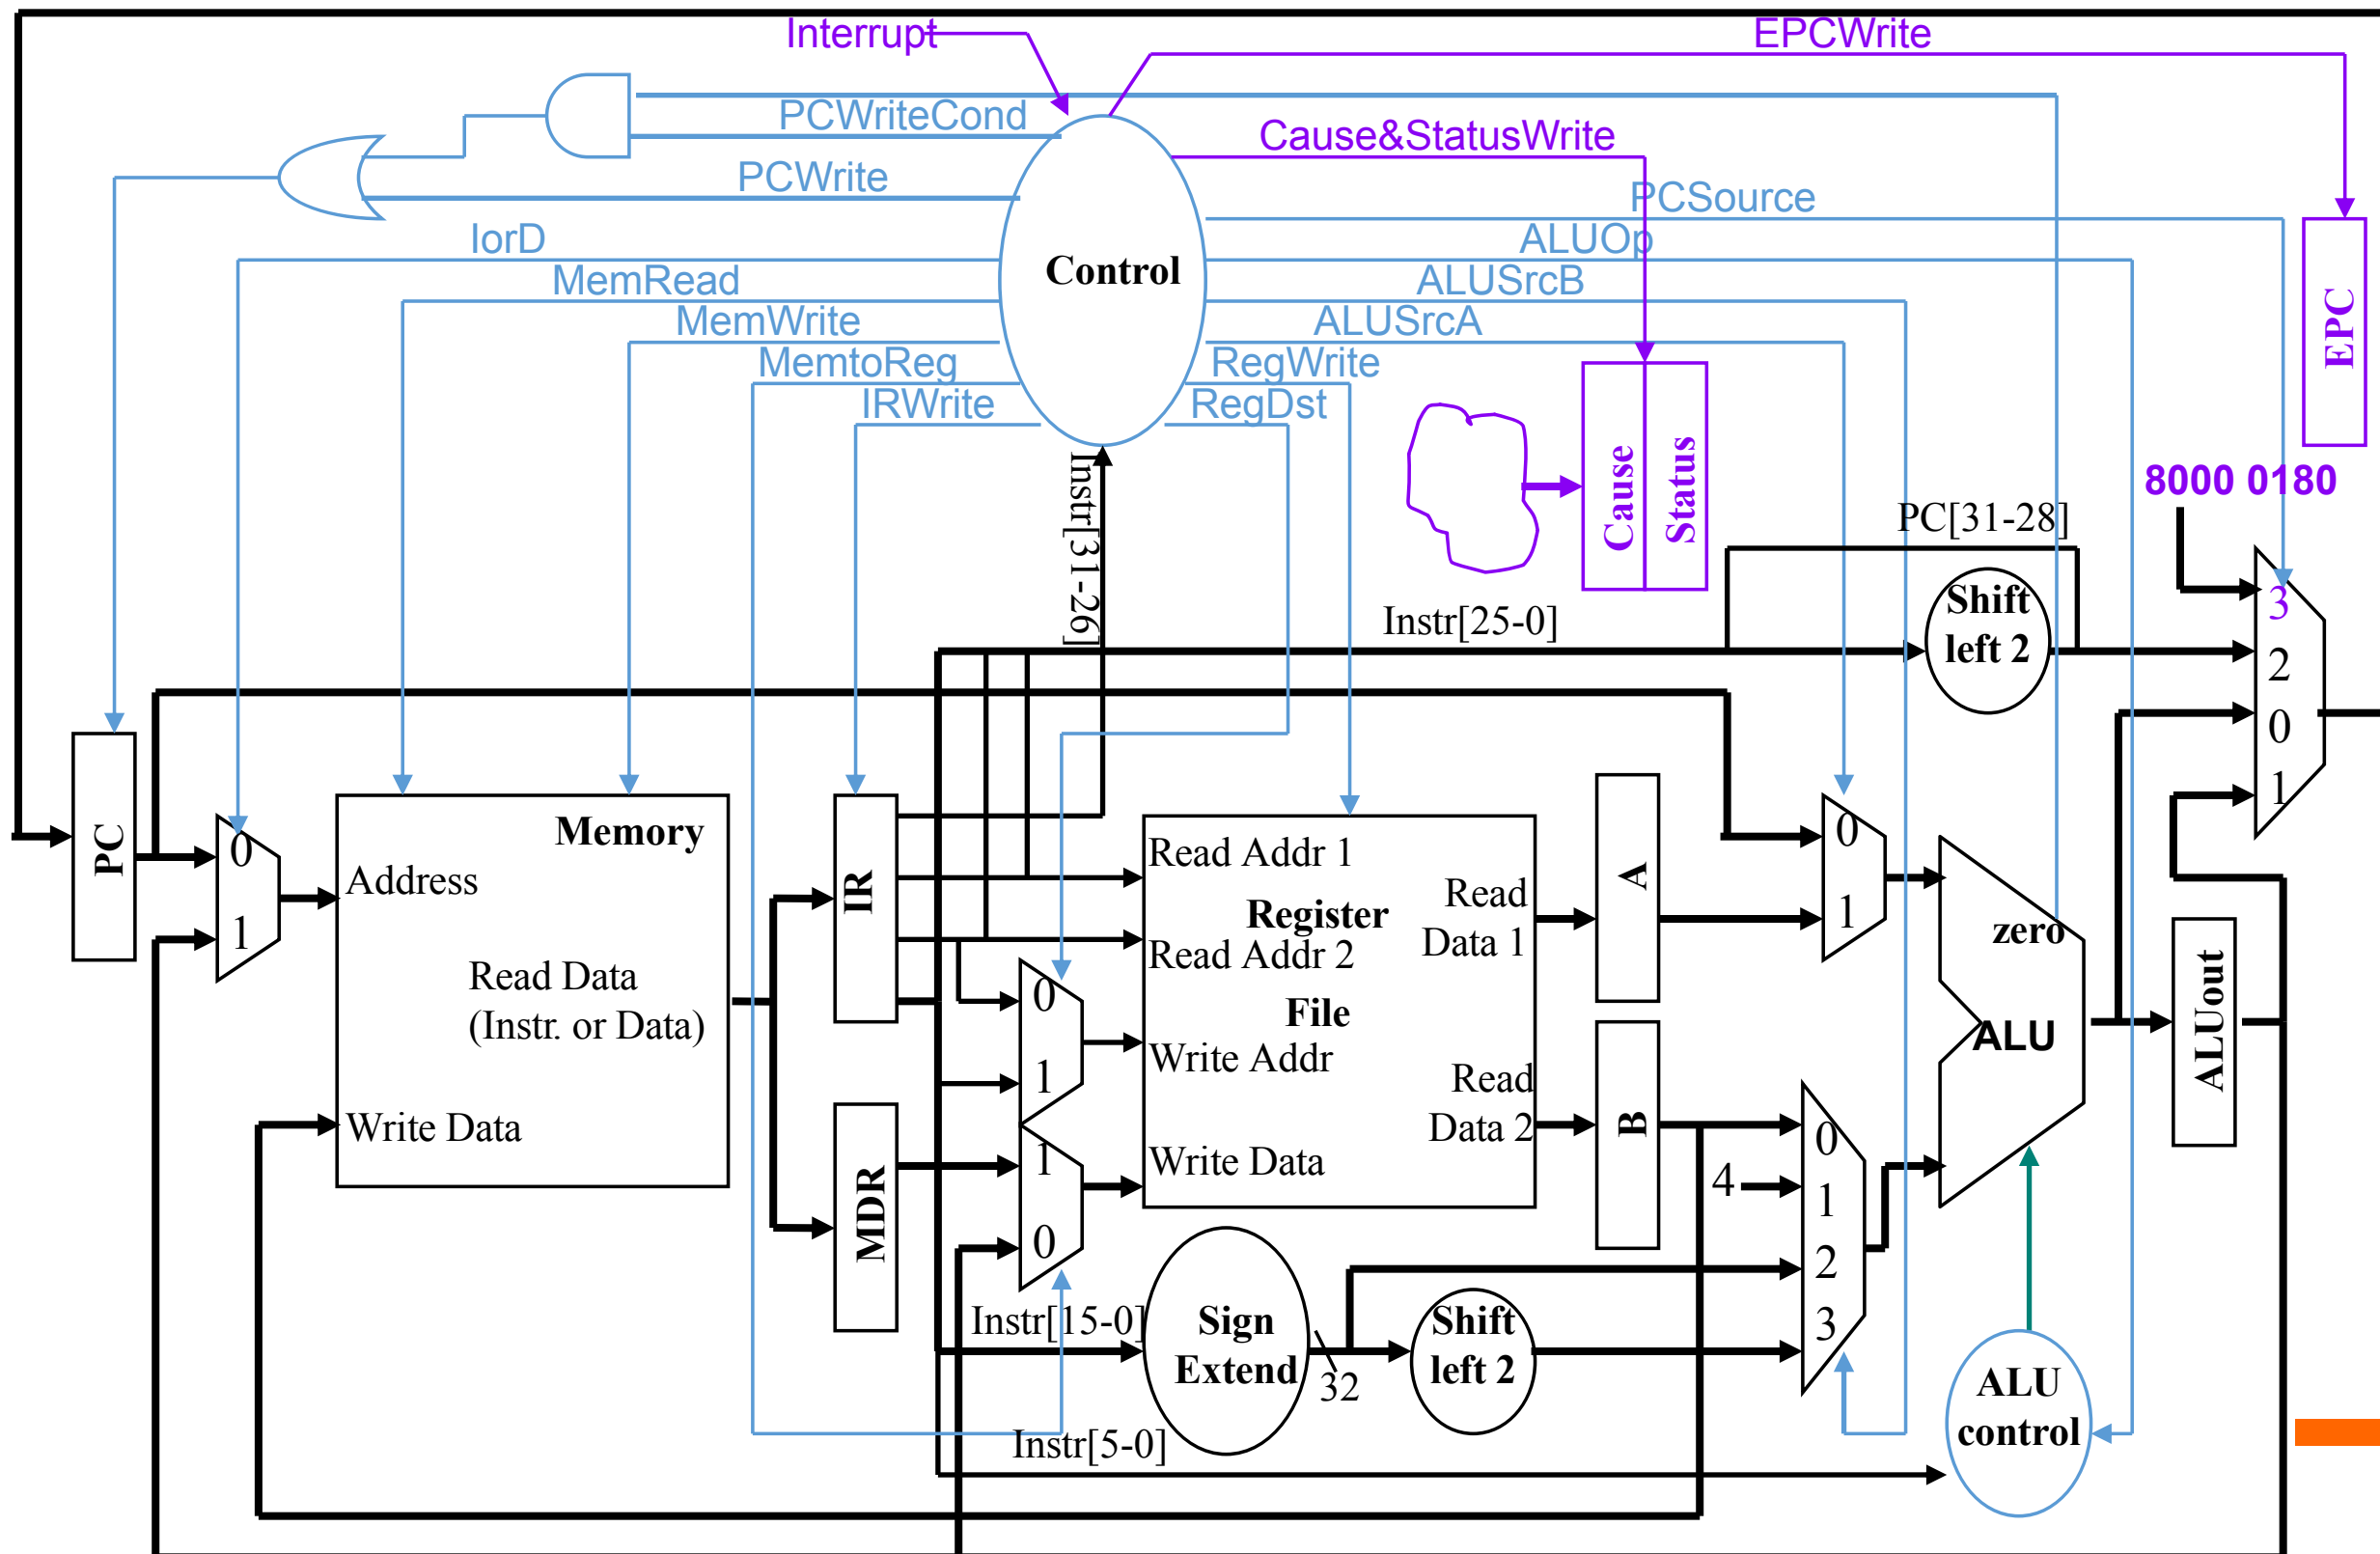 Interrupt
EPCWrite
PCWriteCond
Cause&StatusWrite
PCWrite
PCSource
IorD
Control
ALUOp
MemRead
ALUSrcB
MemWrite
ALUSrcA
MemtoReg
RegWrite
IRWrite
RegDst
EPC
Cause
Status
8000 0180
Instr[31-26]
PC[31-28]
Instr[25-0]
Shift
left 2
3
2
0
1
PC
0
1
Memory
Address
Read Data
(Instr. or Data)
Write Data
IR
MDR
0
1
1
0
Read Addr 1
Register
Read Addr 2
File
Write Addr
Write Data
Read
Data 1
Read
Data 2
A
B
0
1
4
0
1
2
3
zero
ALU
ALUout
Instr[15-0]
Sign
Extend
32
Shift
left 2
Instr[5-0]
ALU
control